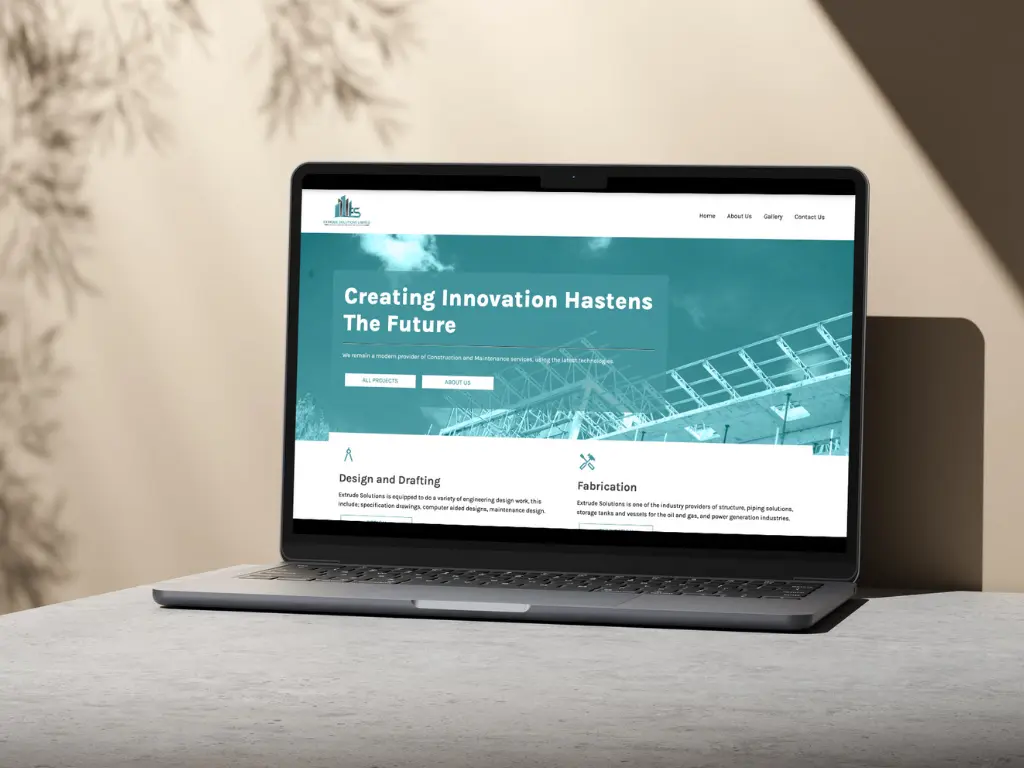 ES
EXTRUDE SOLUTIONS LIMITED
Home About Us Gallery Contact Us
Creating Innovation Hastens
The Future
We remain a modern provider of Construction and Maintenance services, using the latest technologies.
ALL PROJECTS ABOUT US
Design and Drafting
Extrude Solutions is equipped to do a variety of engineering design work, this
include; specification drawings, computer aided designs, maintenance design.
Fabrication
Extrude Solutions is one of the industry providers of structure, piping solutions,
storage tanks and vessels for the oil and gas, and power generation industries.